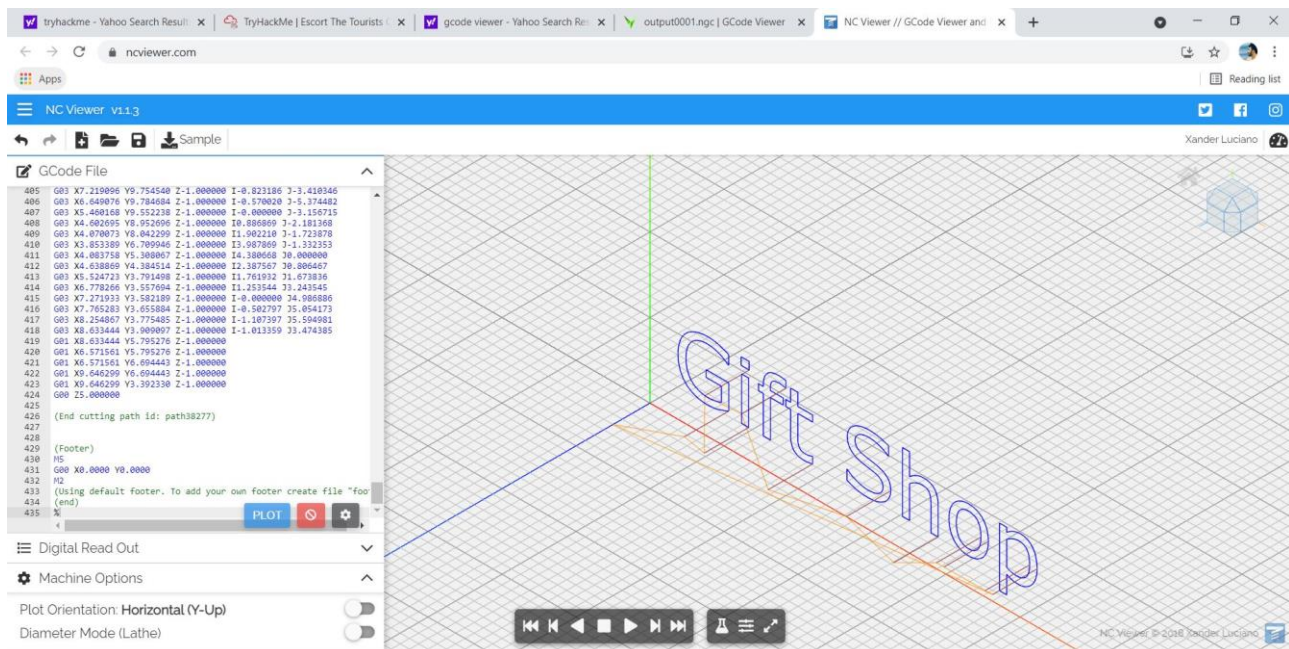 tryhackme - Yahoo Search Result
TryHackMe | Escort The Tourists
gcode viewer - Yahoo Search Re
output0001.ngc | GCode Viewer
NC Viewer // GCode Viewer and
ncviewer.com
Apps
Reading list
NC Viewer v1.1.3
Sample
Xander Luciano
GCode File
405 G03 X7.219096 Y9.754540 Z-1.000000 I-0.823186 J-3.410346
406 G03 X6.649076 Y9.784684 Z-1.000000 I-0.570020 J-5.374482
407 G03 X5.460168 Y9.552238 Z-1.000000 I-0.000000 J-3.156715
408 G03 X4.602695 Y8.952696 Z-1.000000 I0.886869 J-2.181368
409 G03 X4.070073 Y8.042299 Z-1.000000 I1.902210 J-1.723878
410 G03 X3.853389 Y6.709946 Z-1.000000 I3.987869 J-1.332353
411 G03 X4.083758 Y5.308067 Z-1.000000 I4.380668 J0.000000
412 G03 X4.638869 Y4.384514 Z-1.000000 I2.387567 J0.806467
413 G03 X5.524723 Y3.791498 Z-1.000000 I1.761932 J1.673836
414 G03 X6.778266 Y3.557694 Z-1.000000 I1.253544 J3.243545
415 G03 X7.271933 Y3.582189 Z-1.000000 I-0.000000 J4.986886
416 G03 X7.765283 Y3.655884 Z-1.000000 I-0.502797 J5.054173
417 G03 X8.254867 Y3.775485 Z-1.000000 I-1.107397 J5.594981
418 G03 X8.633444 Y3.909097 Z-1.000000 I-1.013359 J3.474385
419 G01 X8.633444 Y5.795276 Z-1.000000
420 G01 X6.571561 Y5.795276 Z-1.000000
421 G01 X6.571561 Y6.694443 Z-1.000000
422 G01 X9.646299 Y6.694443 Z-1.000000
423 G01 X9.646299 Y3.392330 Z-1.000000
424 G00 Z5.000000
425
426 (End cutting path id: path38277)
427
428
429 (Footer)
430 M5
431 G00 X0.0000 Y0.0000
432 M2
433 (Using default footer. To add your own footer create file "foo
434 (end)
435 %
PLOT
Digital Read Out
Machine Options
Plot Orientation: Horizontal (Y-Up)
Diameter Mode (Lathe)
Gift Shop
NC Viewer © 2018 Xander Luciano